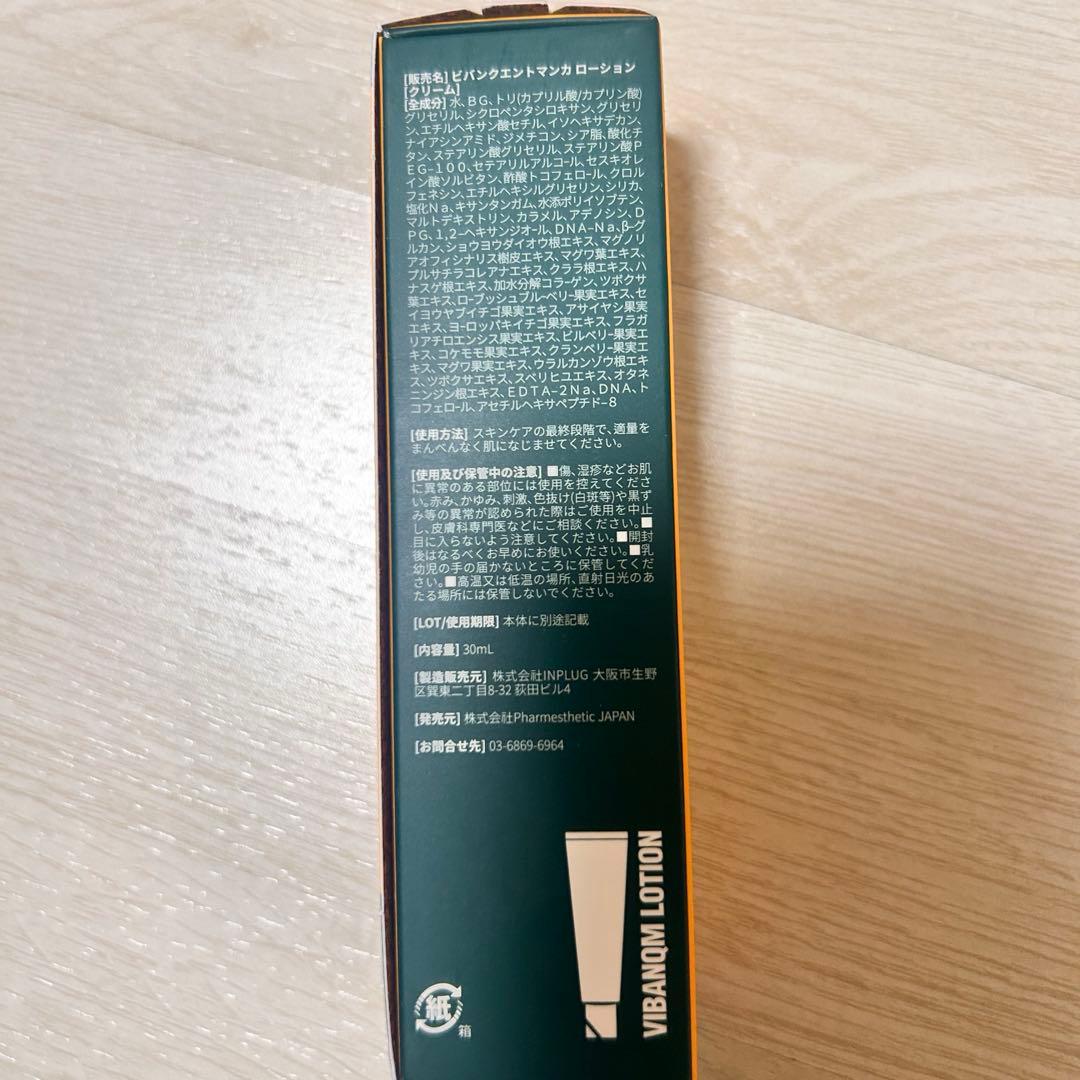 [販売名] ビバンクエントマンカ ローション
[クリーム]
[全成分] 水、BG、トリ(カプリル酸/カプリン酸)
グリセリル、シクロペンタシロキサン、グリセリ
ン、エチルヘキサン酸セチル、イソヘキサデカン、
ナイアシンアミド、ジメチコン、シア脂、酸化チ
タン、ステアリン酸グリセリル、ステアリン酸P
EG-100、セテアリルアルコール、セスキオレ
イン酸ソルビタン、酢酸トコフェロール、クロル
フェネシン、エチルヘキシルグリセリン、シリカ、
塩化Na、キサンタンガム、水添ポリイソブテン、
マルトデキストリン、カラメル、アデノシン、D
PG、1,2-ヘキサンジオール、DNA-Na、β-グ
ルカン、ショウヨウダイオウ根エキス、マグノリ
アオフィシナリス樹皮エキス、マグワ葉エキス、
プルサチラコレアナエキス、クララ根エキス、ハ
ナスゲ根エキス、加水分解コラーゲン、ツボクサ
葉エキス、ローブッシュブルーベリー果実エキス、セ
イヨウヤブイチゴ果実エキス、アサイヤシ果実
エキス、ヨーロッパキイチゴ果実エキス、フラガ
リアチロエンシス果実エキス、ビルベリー果実エ
キス、コケモモ果実エキス、クランベリー果実エ
キス、マグワ果実エキス、ウラルカンゾウ根エキ
ス、ツボクサエキス、スベリヒユエキス、オタネ
ニンジン根エキス、EDTA-2Na、DNA、ト
コフェロール、アセチルヘキサペプチド-8
[使用方法] スキンケアの最終段階で、適量を
まんべんなく肌になじませてください。
[使用及び保管中の注意] ■傷、湿疹などお肌
に異常のある部位には使用を控えてくださ
い。赤み、かゆみ、刺激、色抜け(白斑等)や黒ず
み等の異常が認められた際はご使用を中止
し、皮膚科専門医などにご相談ください。■
目に入らないよう注意してください。■開封
後はなるべくお早めにお使いください。■乳
幼児の手の届かないところに保管してくだ
さい。■高温又は低温の場所、直射日光のあ
たる場所には保管しないでください。
[LOT/使用期限] 本体に別途記載
[内容量] 30mL
[製造販売元] 株式会社INPLUG 大阪市生野
区巽東二丁目8-32 荻田ビル4
[発売元] 株式会社Pharmesthetic JAPAN
[お問合せ先] 03-6869-6964
VIBANQM LOTION
紙
箱